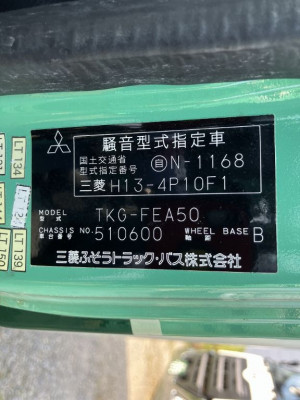 騒音型式指定車
国土交通省
型式指定番号 自N-1168
三菱 H13-4P10F1
MODEL 型式 TKG-FEA50
CHASSIS NO. 車台番号 510600 WHEEL BASE 軸距 B
三菱ふそうトラック・バス株式会社
LT134
LT139